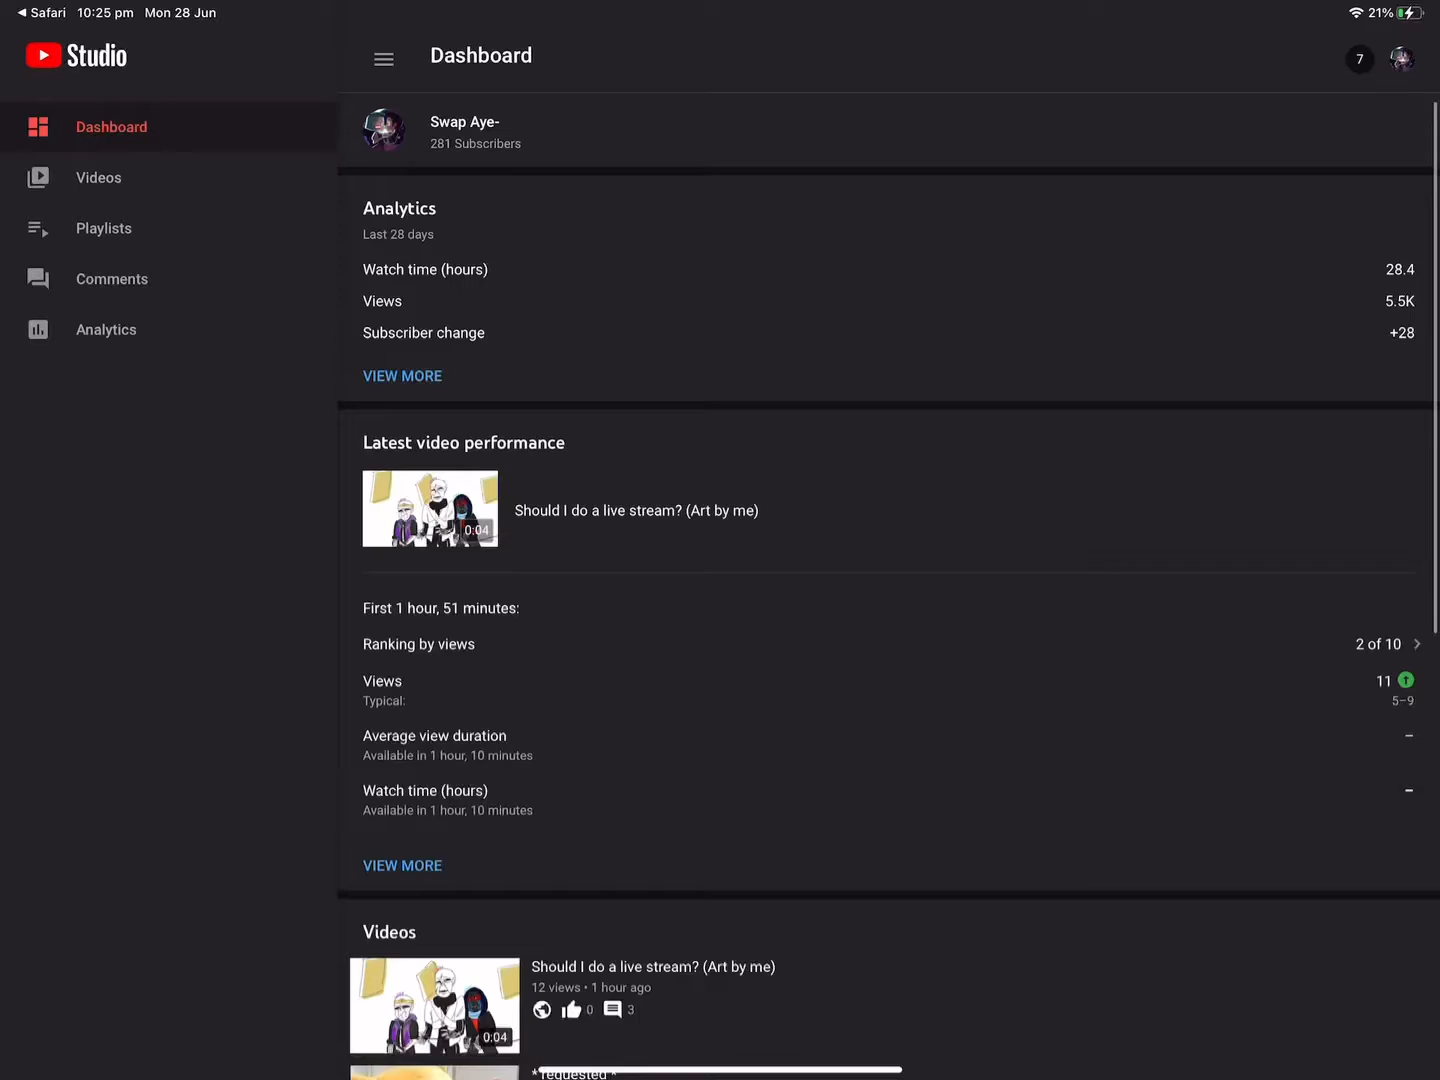 Safari 10:25 pm Mon 28 Jun
21%
Studio
Dashboard
7
Dashboard
Videos
Playlists
Comments
Analytics
Swap Aye-
281 Subscribers
Analytics
Last 28 days
Watch time (hours) 28.4
Views 5.5K
Subscriber change +28
VIEW MORE
Latest video performance
0:04
Should I do a live stream? (Art by me)
First 1 hour, 51 minutes:
Ranking by views 2 of 10
Views 11
Typical: 5–9
Average view duration –
Available in 1 hour, 10 minutes
Watch time (hours) –
Available in 1 hour, 10 minutes
VIEW MORE
Videos
Should I do a live stream? (Art by me)
12 views • 1 hour ago
0 3
0:04
*requested*